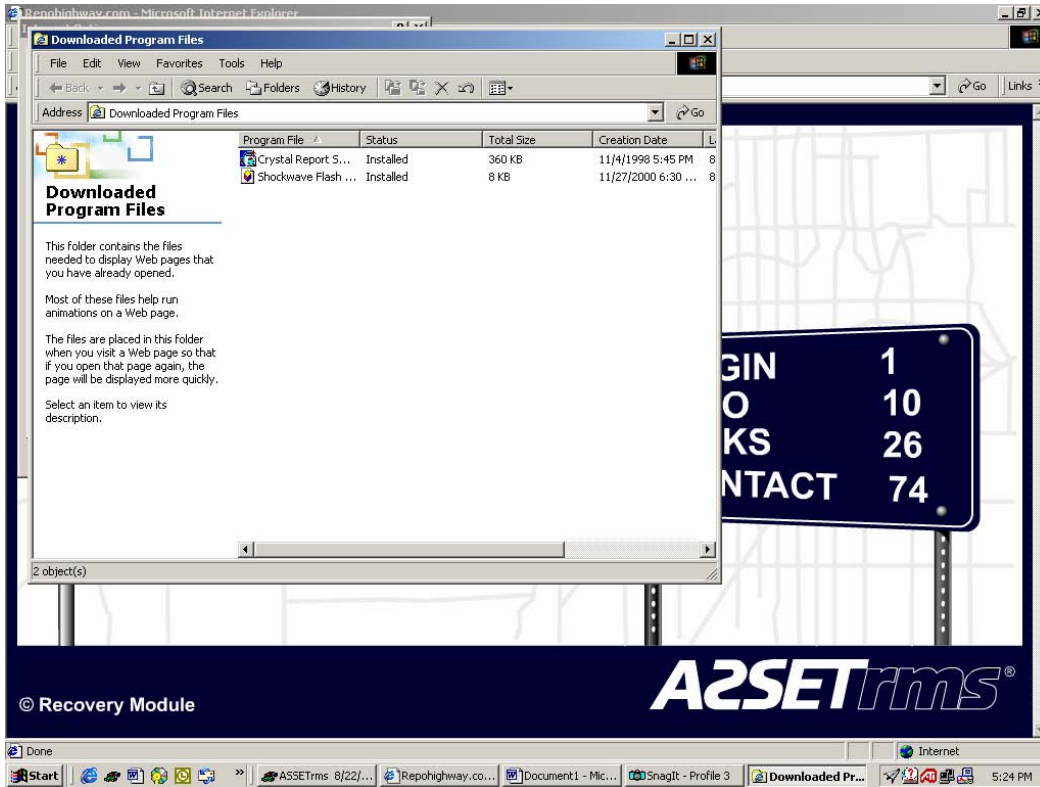 Repohighway.com - Microsoft Internet Explorer
Downloaded Program Files
File Edit View Favorites Tools Help
Back Search Folders History
Go Links
Address Downloaded Program Files Go
Program File Status Total Size Creation Date L
Crystal Report S... Installed 360 KB 11/4/1998 5:45 PM 8
Shockwave Flash ... Installed 8 KB 11/27/2000 6:30 ... 8
Downloaded
Program Files
This folder contains the files
needed to display Web pages that
you have already opened.
Most of these files help run
animations on a Web page.
The files are placed in this folder
when you visit a Web page so that
if you open that page again, the
page will be displayed more quickly.
Select an item to view its
description.
GIN 1
O 10
KS 26
NTACT 74
2 object(s)
A2SETrms®
© Recovery Module
Done Internet
Start » ASSETrms 8/22/... Repohighway.co... Document1 - Mic... SnagIt - Profile 3 Downloaded Pr... 5:24 PM